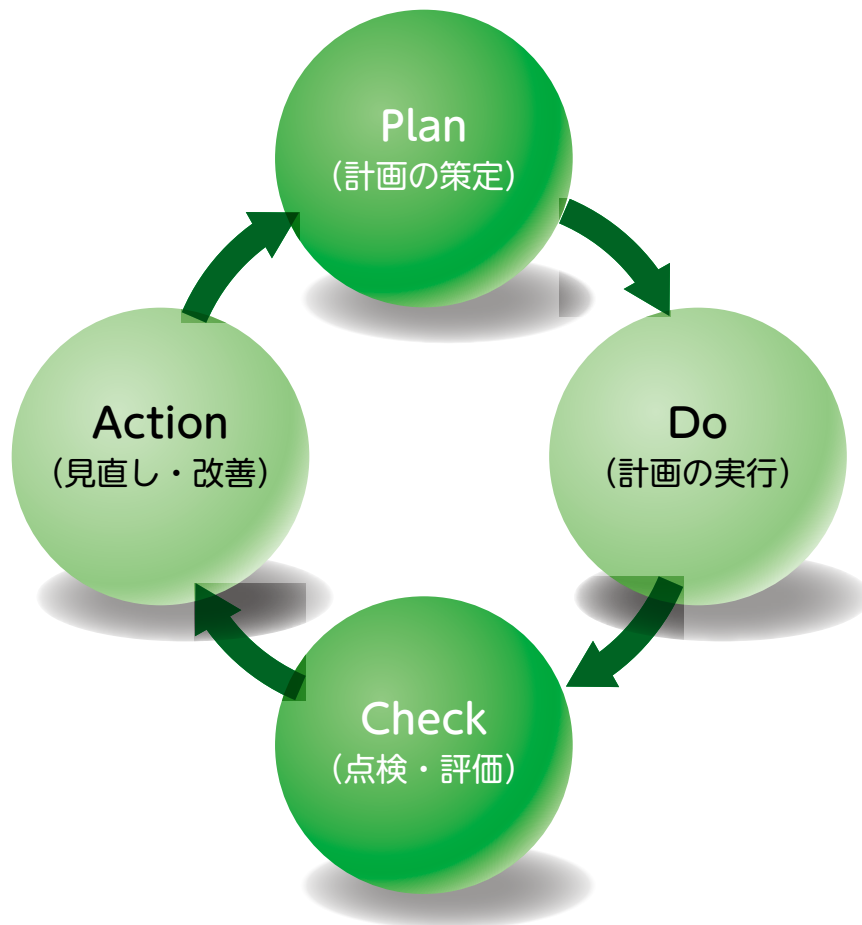 Plan
（計画の策定）
Do
（計画の実行）
Check
（点検・評価）
Action
（見直し・改善）